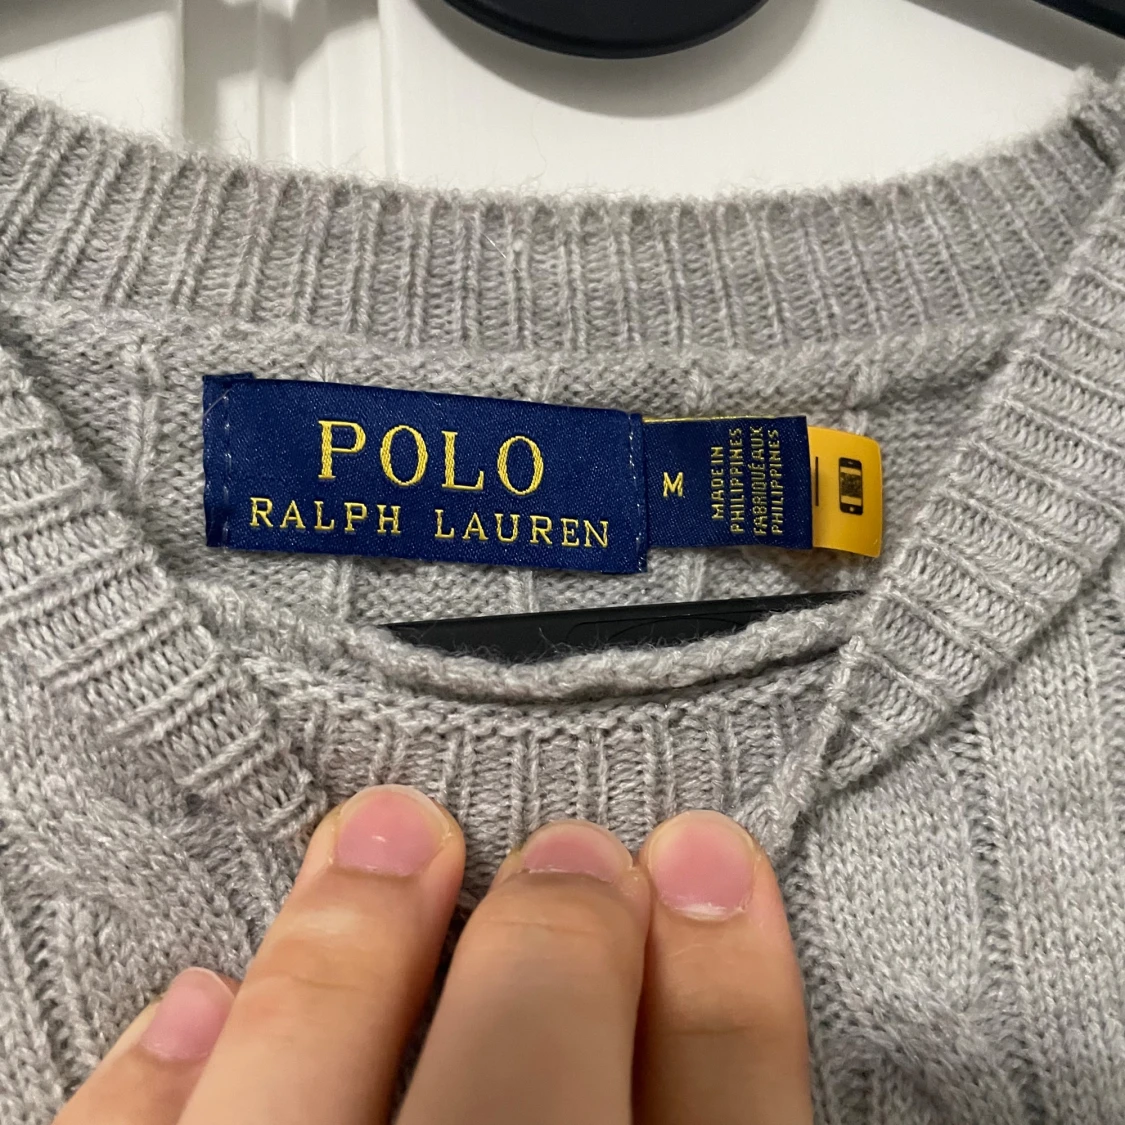 POLO
RALPH LAUREN
M
MADE IN
PHILIPPINES
FABRIQUÉ AUX
PHILIPPINES